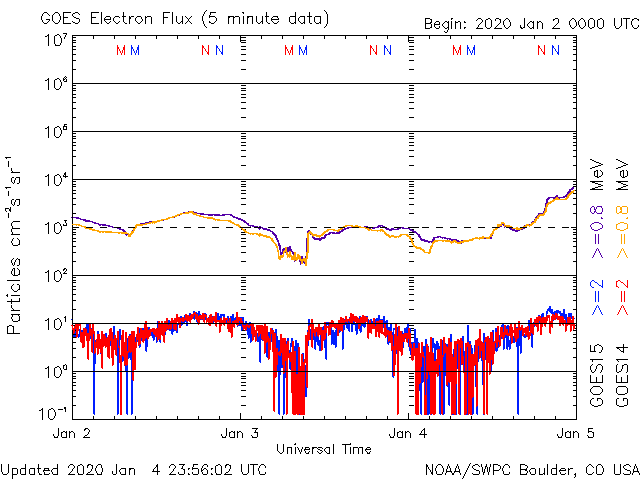 GOES Electron Flux (5 minute data)
Begin: 2020 Jan 2 0000 UTC
10⁷
M M N N M M N N M M N N
10⁶
10⁵
10⁴
10³
10²
10¹
10⁰
10⁻¹
Particles cm⁻²s⁻¹sr⁻¹
Jan 2 Jan 3 Jan 4 Jan 5
Universal Time
GOES15 >=2 >=0.8 MeV
GOES14 >=2 >=0.8 MeV
Updated 2020 Jan 4 23:56:02 UTC
NOAA/SWPC Boulder, CO USA